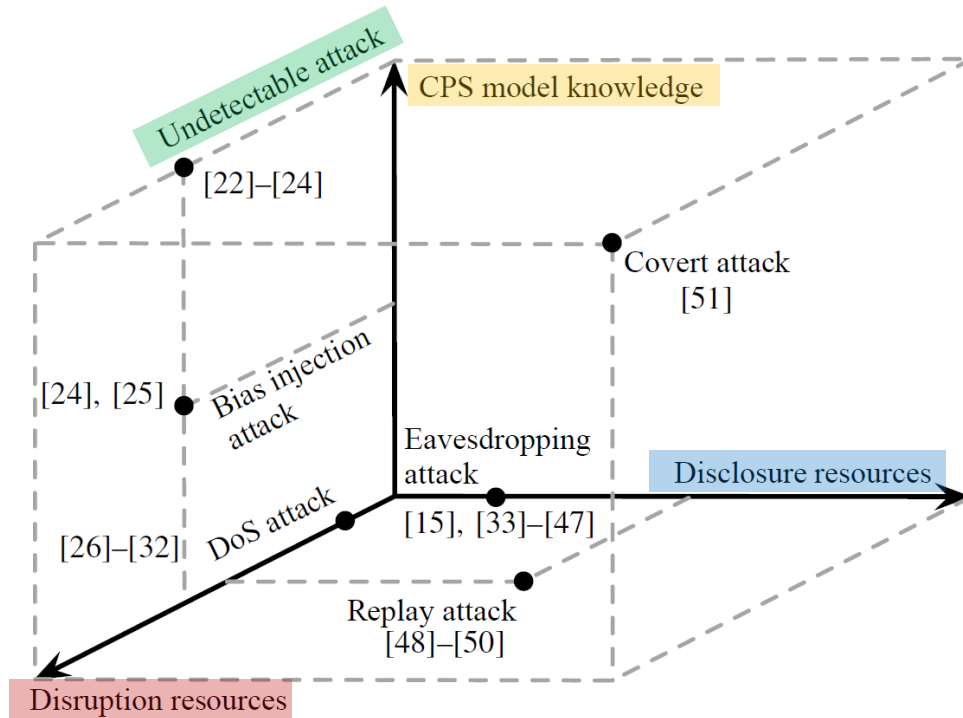 Undetectable attack
CPS model knowledge
[22]–[24]
Covert attack
[51]
Bias injection
attack
[24], [25]
Eavesdropping
attack
Disclosure resources
[15], [33]–[47]
DoS attack
[26]–[32]
Replay attack
[48]–[50]
Disruption resources